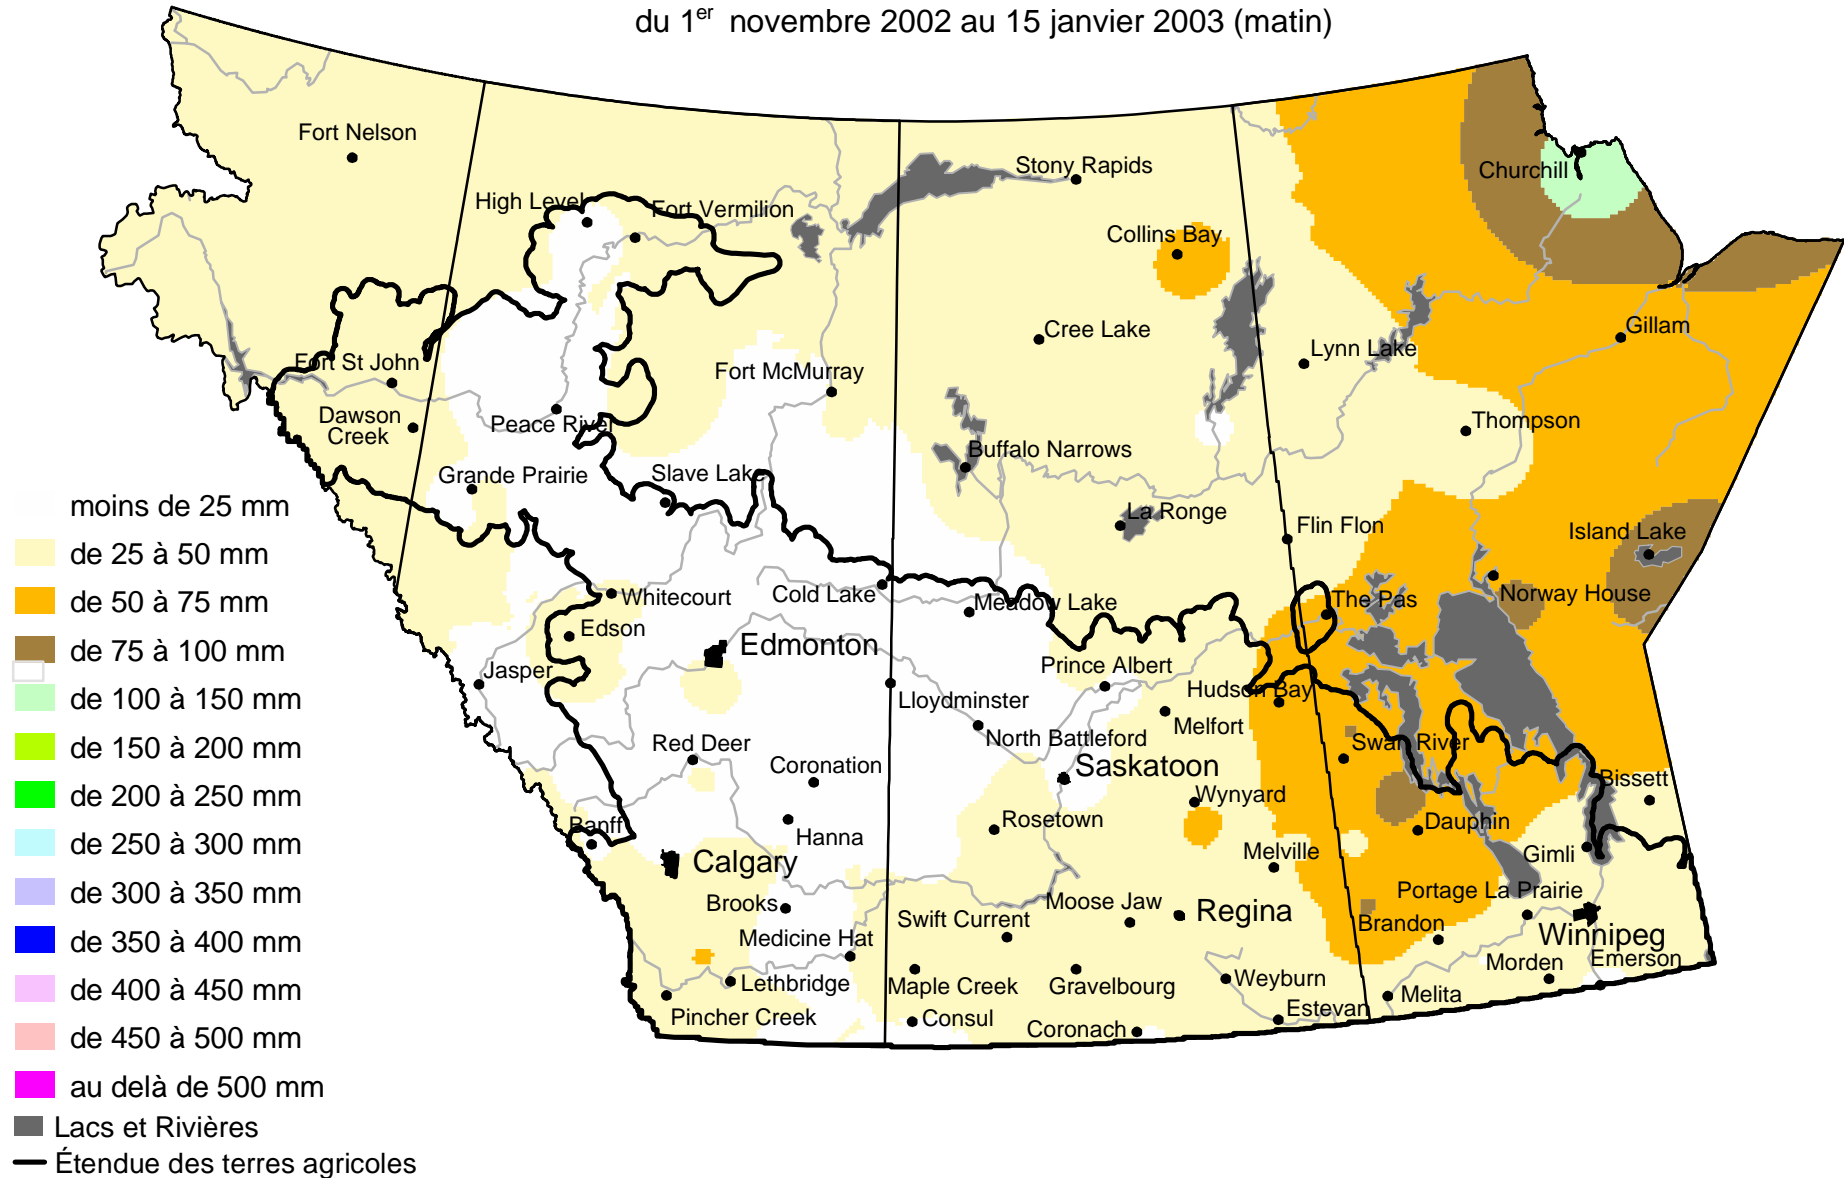 du 1er novembre 2002 au 15 janvier 2003 (matin)
Fort Nelson
High Level
Fort Vermilion
Stony Rapids
Churchill
Collins Bay
Cree Lake
Lynn Lake
Gillam
Fort St John
Fort McMurray
Dawson
Creek
Peace River
Thompson
Buffalo Narrows
Grande Prairie
Slave Lake
La Ronge
Flin Flon
Island Lake
Whitecourt
Cold Lake
Meadow Lake
The Pas
Norway House
Edson
Edmonton
Jasper
Prince Albert
Hudson Bay
Lloydminster
Melfort
North Battleford
Red Deer
Swan River
Coronation
Saskatoon
Bissett
Wynyard
Banff
Hanna
Rosetown
Dauphin
Calgary
Melville
Gimli
Brooks
Swift Current
Moose Jaw
Regina
Portage La Prairie
Brandon
Medicine Hat
Winnipeg
Lethbridge
Maple Creek
Gravelbourg
Weyburn
Morden
Emerson
Pincher Creek
Consul
Coronach
Estevan
Melita
moins de 25 mm
de 25 à 50 mm
de 50 à 75 mm
de 75 à 100 mm
de 100 à 150 mm
de 150 à 200 mm
de 200 à 250 mm
de 250 à 300 mm
de 300 à 350 mm
de 350 à 400 mm
de 400 à 450 mm
de 450 à 500 mm
au delà de 500 mm
Lacs et Rivières
Étendue des terres agricoles